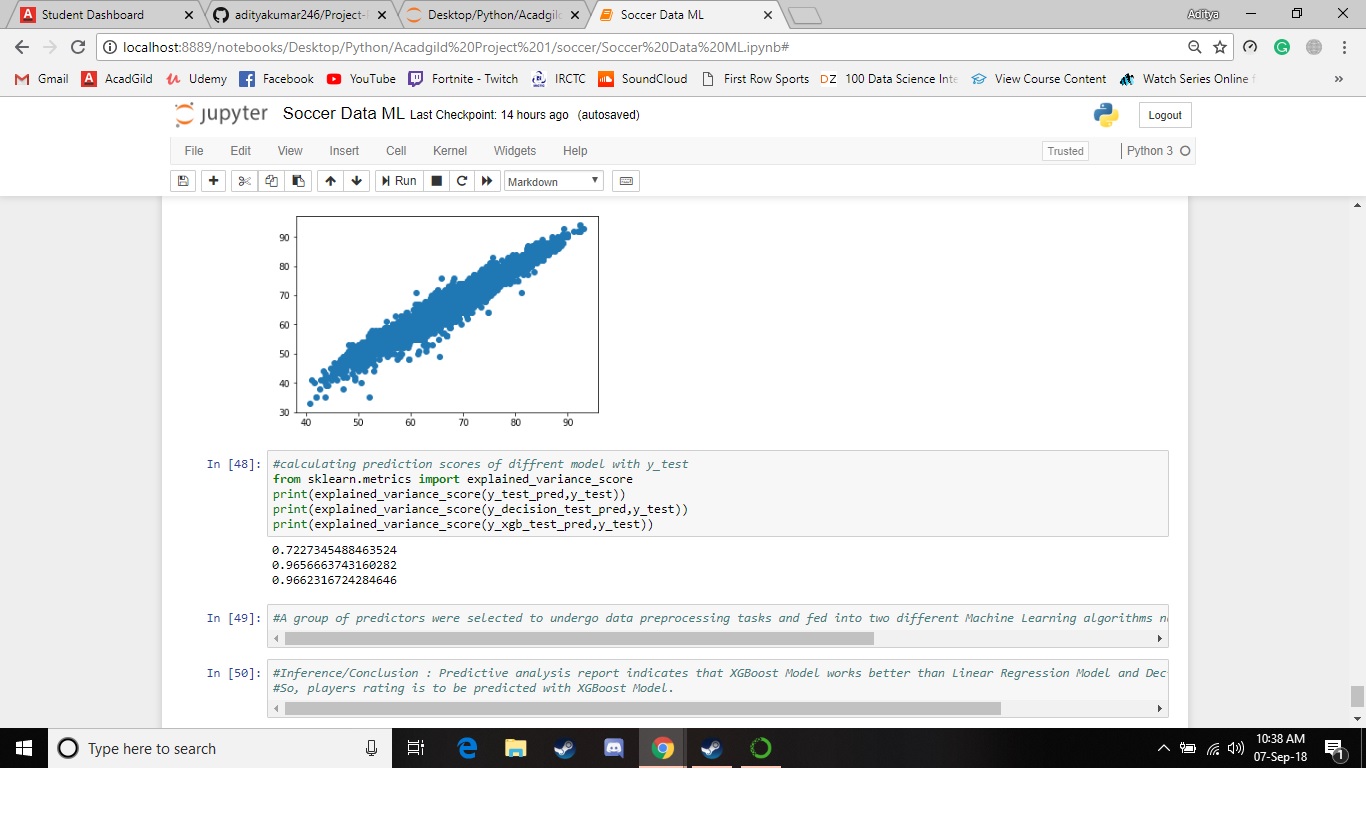 Student Dashboard
adityakumar246/Project-
Desktop/Python/Acadgild
Soccer Data ML
Aditya
localhost:8889/notebooks/Desktop/Python/Acadgild%20Project%201/soccer/Soccer%20Data%20ML.ipynb#
Gmail AcadGild Udemy Facebook YouTube Fortnite - Twitch IRCTC SoundCloud First Row Sports DZ 100 Data Science Inte View Course Content Watch Series Online »
jupyter Soccer Data ML Last Checkpoint: 14 hours ago (autosaved)
Logout
File Edit View Insert Cell Kernel Widgets Help
Trusted Python 3
Run Markdown
90
80
70
60
50
40
30
40 50 60 70 80 90
In [48]: #calculating prediction scores of diffrent model with y_test
from sklearn.metrics import explained_variance_score
print(explained_variance_score(y_test_pred,y_test))
print(explained_variance_score(y_decision_test_pred,y_test))
print(explained_variance_score(y_xgb_test_pred,y_test))
0.7227345488463524
0.9656663743160282
0.9662316724284646
In [49]: #A group of predictors were selected to undergo data preprocessing tasks and fed into two different Machine Learning algorithms n
In [50]: #Inference/Conclusion : Predictive analysis report indicates that XGBoost Model works better than Linear Regression Model and Dec
#So, players rating is to be predicted with XGBoost Model.
Type here to search
10:38 AM
07-Sep-18
1